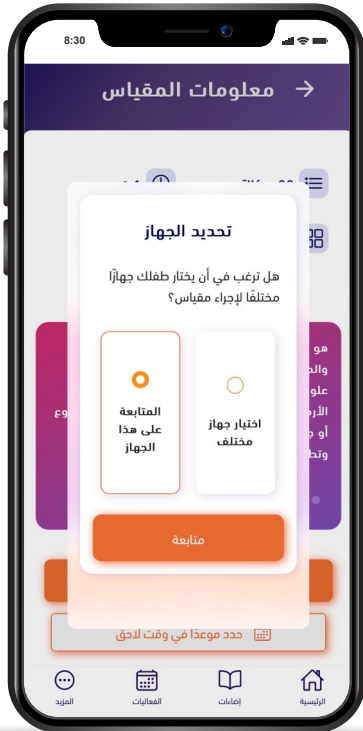 8:30
معلومات المقياس
تحديد الجهاز
هل ترغب في أن يختار طفلك جهازًا
مختلفًا لإجراء مقياس؟
اختيار جهاز
مختلف
المتابعة
على هذا
الجهاز
متابعة
هو
حدد موعدًا في وقت لاحق
الرئيسية
إضاءات
الفعاليات
المزيد